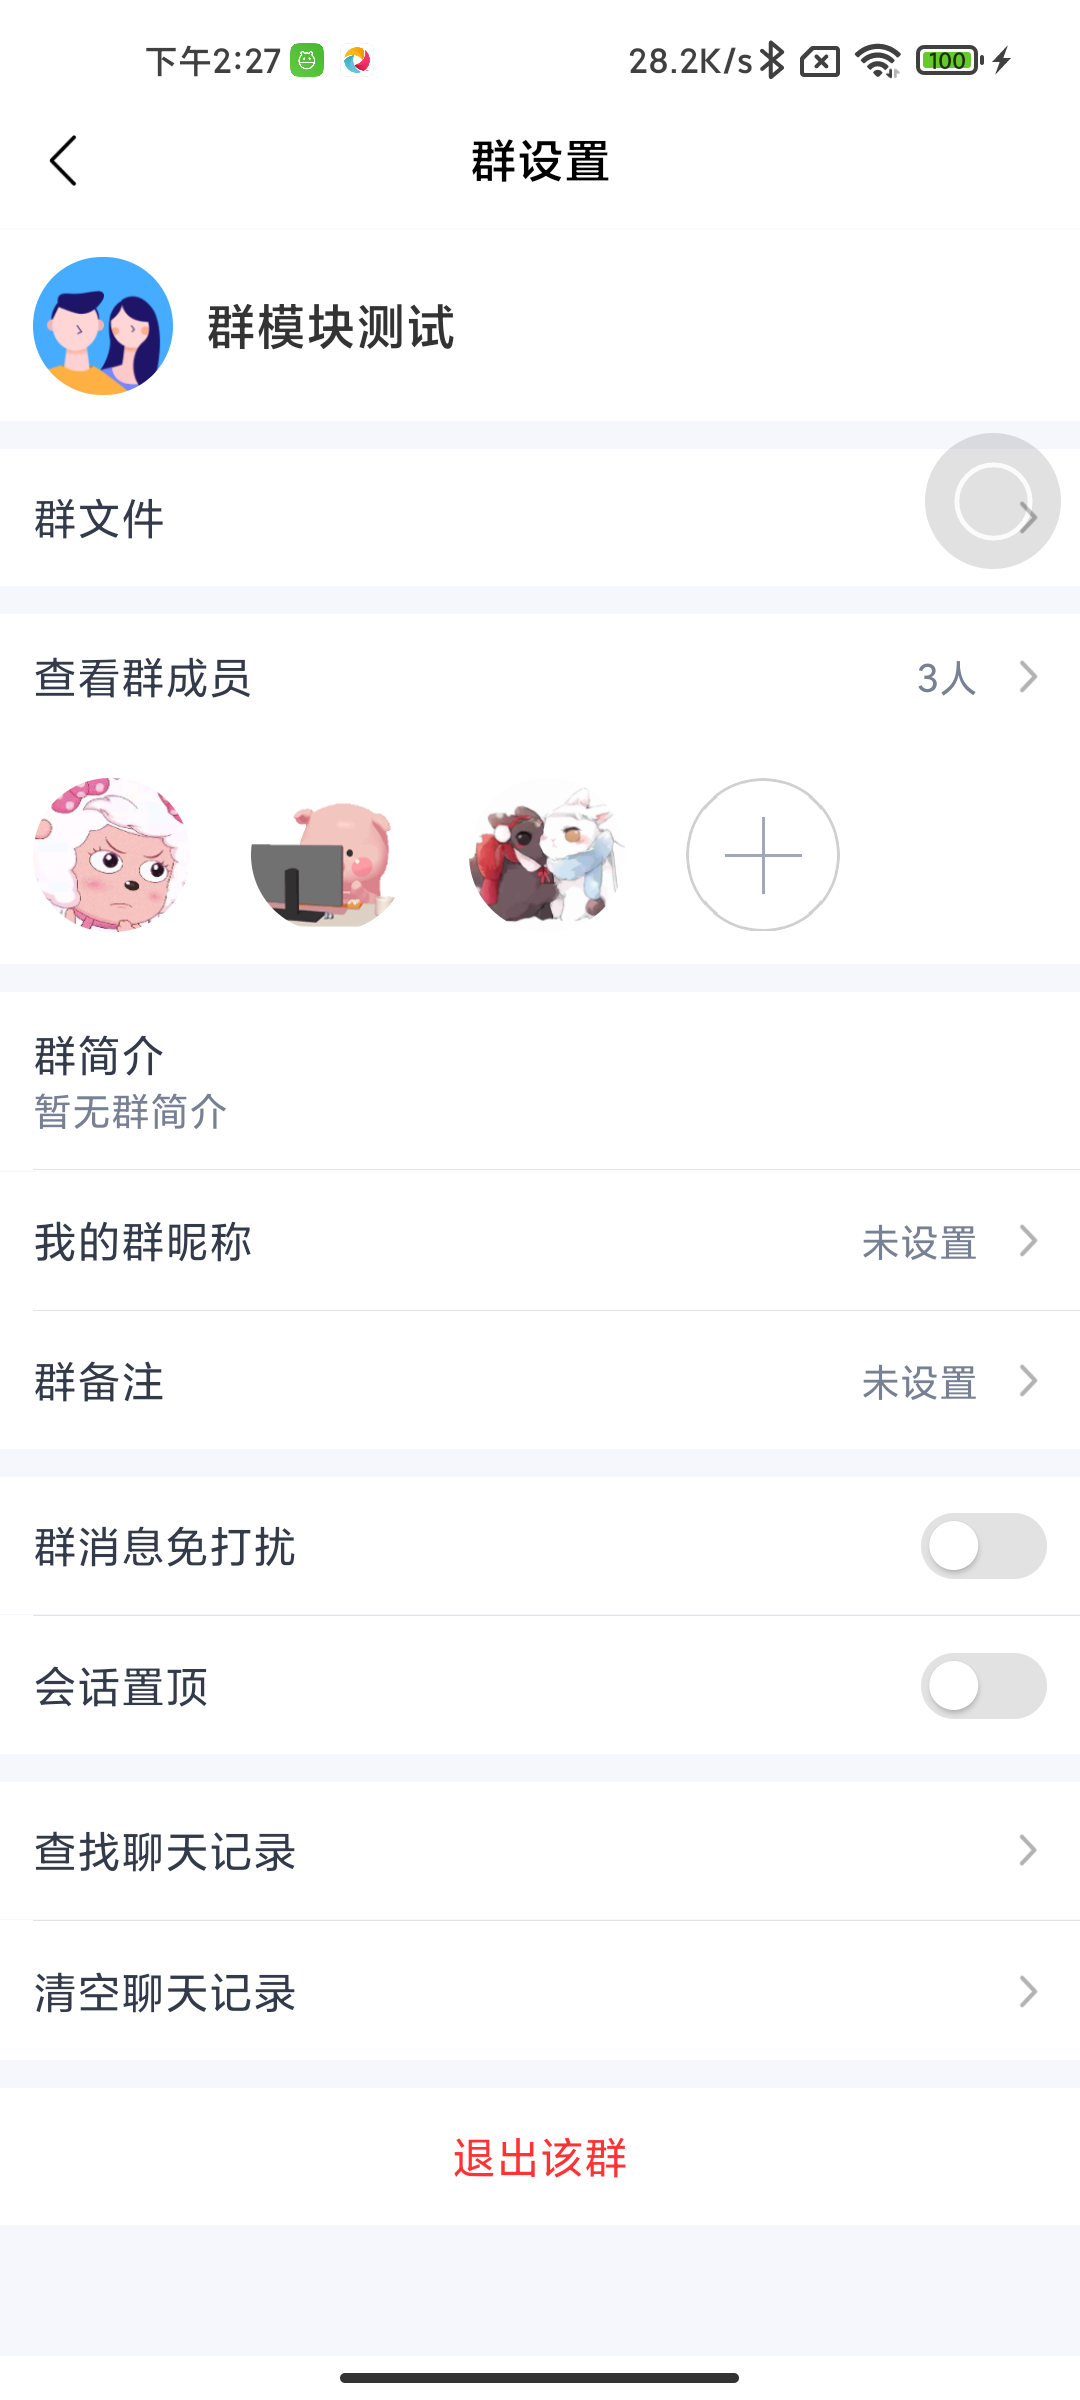 下午2:27 28.2K/s 100
群设置
群模块测试
群文件
查看群成员 3人
群简介
暂无群简介
我的群昵称 未设置
群备注 未设置
群消息免打扰
会话置顶
查找聊天记录
清空聊天记录
退出该群